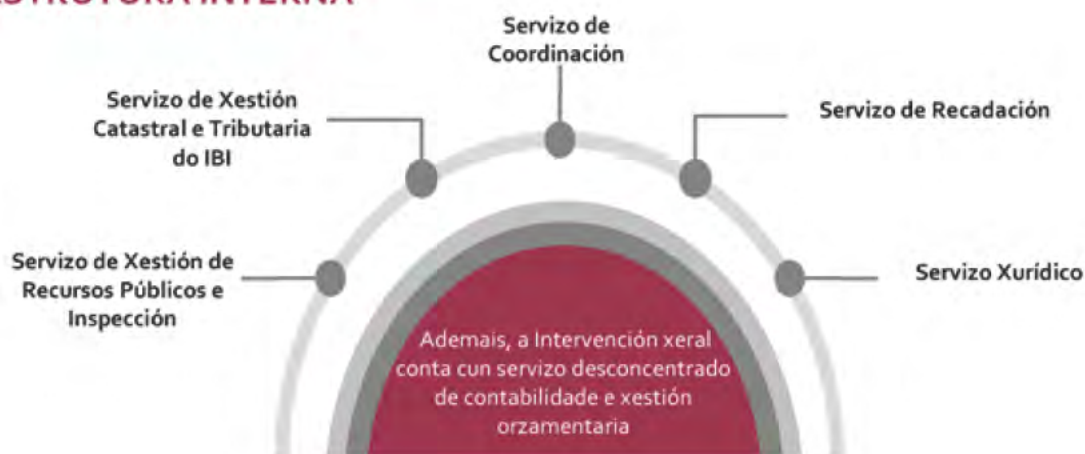 Servizo de
Coordinación
Servizo de Xestión
Catastral e Tributaria
do IBI
Servizo de Recadación
Servizo de Xestión de
Recursos Públicos e
Inspección
Servizo Xurídico
Ademais, a Intervención xeral
conta cun servizo desconcentrado
de contabilidade e xestión
orzamentaria